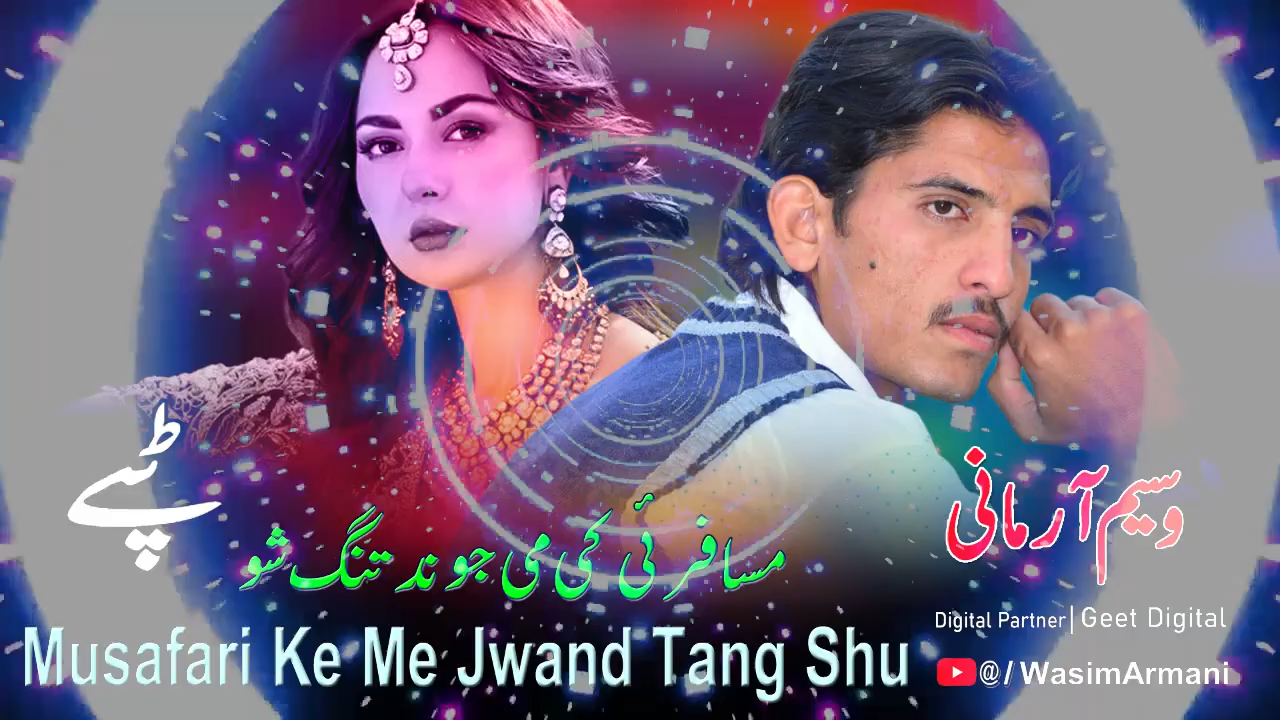 ٹپے
مسافرئی کی می جوند تنگ شو
وسیم آرمانی
Musafari Ke Me Jwand Tang Shu
Digital Partner | Geet Digital
@/WasimArmani